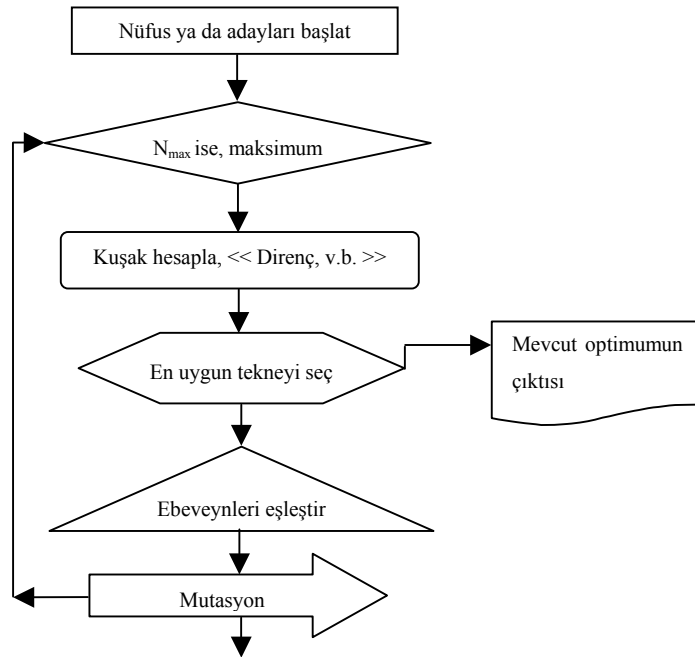 Nüfus ya da adayları başlat
Nmax ise, maksimum
Kuşak hesapla, << Direnç, v.b. >>
En uygun tekneyi seç
Mevcut optimumun
çıktısı
Ebeveynleri eşleştir
Mutasyon